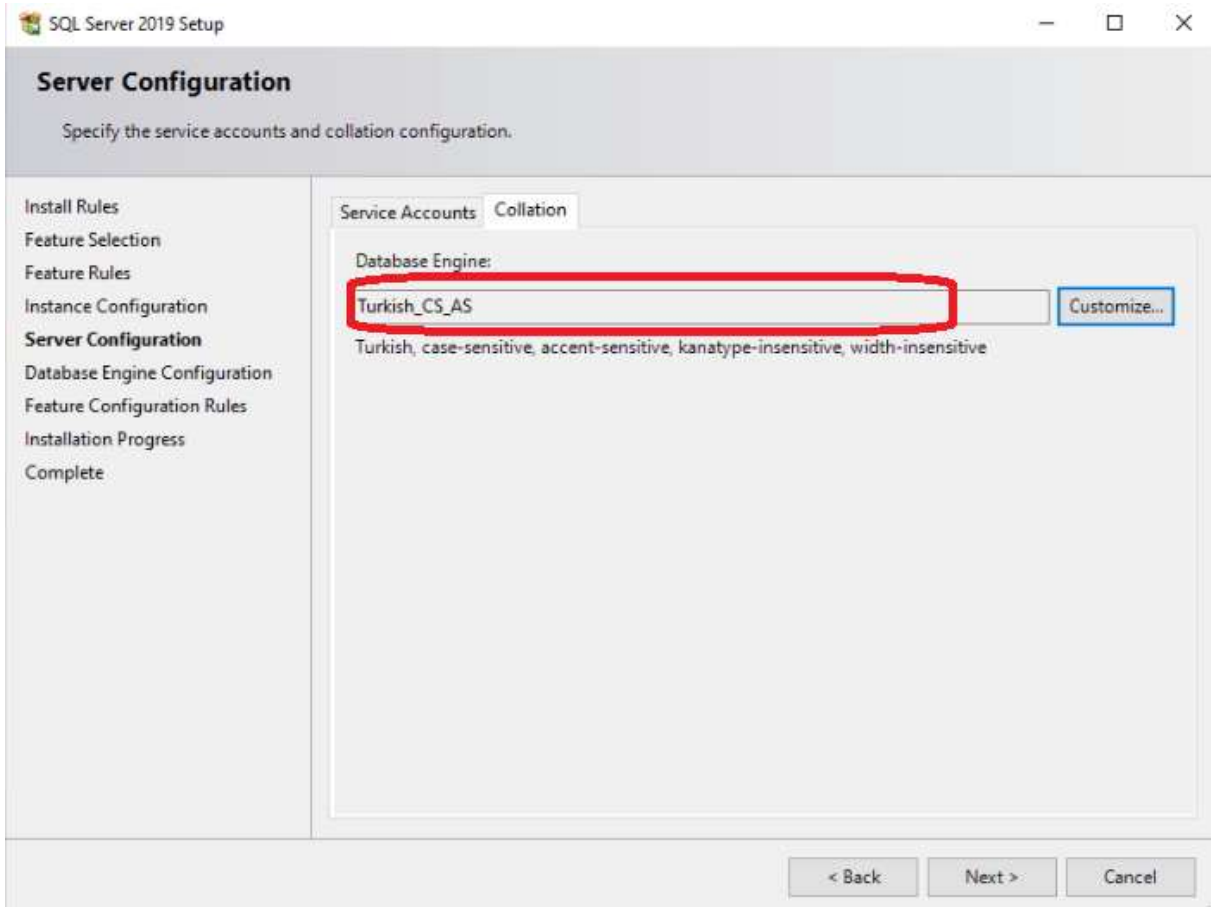 SQL Server 2019 Setup
Server Configuration
Specify the service accounts and collation configuration.
Install Rules
Feature Selection
Feature Rules
Instance Configuration
Server Configuration
Database Engine Configuration
Feature Configuration Rules
Installation Progress
Complete
Service Accounts
Collation
Database Engine:
Turkish_CS_AS
Customize...
Turkish, case-sensitive, accent-sensitive, kanatype-insensitive, width-insensitive
< Back
Next >
Cancel